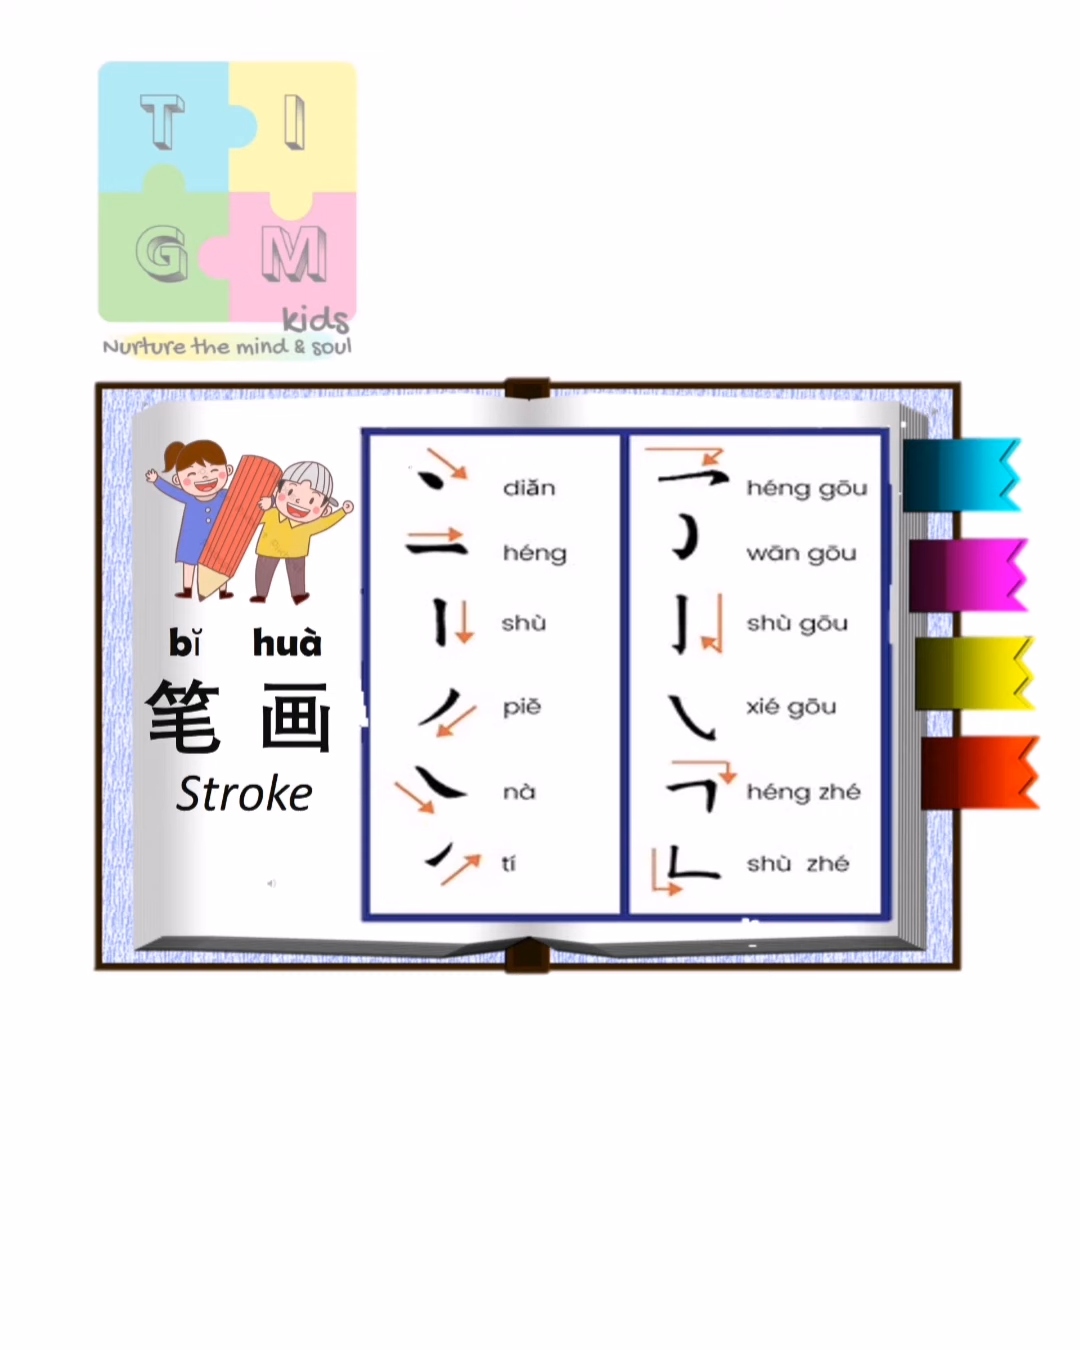 T I
G M
kids
Nurture the mind & soul
bǐ huà
笔 画
Stroke
diǎn
héng
shù
piě
nà
tí
héng gōu
wān gōu
shù gōu
xié gōu
héng zhé
shù zhé